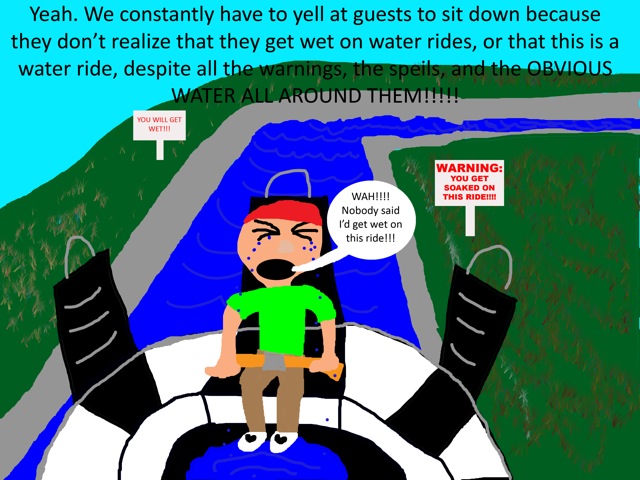 Yeah. We constantly have to yell at guests to sit down because
they don't realize that they get wet on water rides, or that this is a
water ride, despite all the warnings, the speils, and the OBVIOUS
WATER ALL AROUND THEM!!!!!
YOU WILL GET
WET!!!
WARNING:
YOU GET
SOAKED ON
THIS RIDE!!!!
WAH!!!!
Nobody said
I'd get wet on
this ride!!!